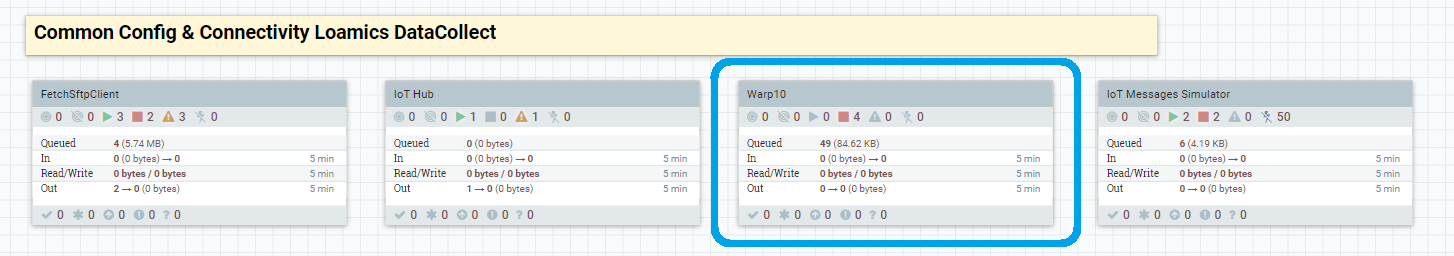 Common Config & Connectivity Loamics DataCollect
FetchSftpClient
0 0 3 2 3 0
Queued 4 (5.74 MB)
In 0 (0 bytes) → 0 5 min
Read/Write 0 bytes / 0 bytes 5 min
Out 2 → 0 (0 bytes) 5 min
0 0 0 0 ? 0
IoT Hub
0 0 1 0 1 0
Queued 0 (0 bytes)
In 0 (0 bytes) → 0 5 min
Read/Write 0 bytes / 0 bytes 5 min
Out 1 → 0 (0 bytes) 5 min
0 0 0 0 ? 0
Warp10
0 0 0 4 0 0
Queued 49 (84.62 KB)
In 0 (0 bytes) → 0 5 min
Read/Write 0 bytes / 0 bytes 5 min
Out 0 → 0 (0 bytes) 5 min
0 0 0 0 ? 0
IoT Messages Simulator
0 0 2 2 0 50
Queued 6 (4.19 KB)
In 0 (0 bytes) → 0 5 min
Read/Write 0 bytes / 0 bytes 5 min
Out 0 → 0 (0 bytes) 5 min
0 0 0 0 ? 0